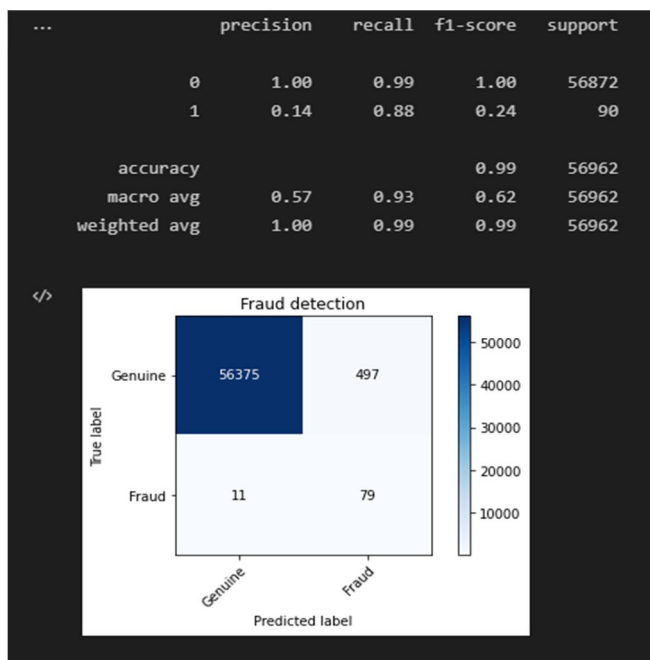 ... precision recall f1-score support
0 1.00 0.99 1.00 56872
1 0.14 0.88 0.24 90
accuracy 0.99 56962
macro avg 0.57 0.93 0.62 56962
weighted avg 1.00 0.99 0.99 56962
</>
Fraud detection
True label
Genuine 56375 497
Fraud 11 79
Genuine Fraud
Predicted label
50000
40000
30000
20000
10000